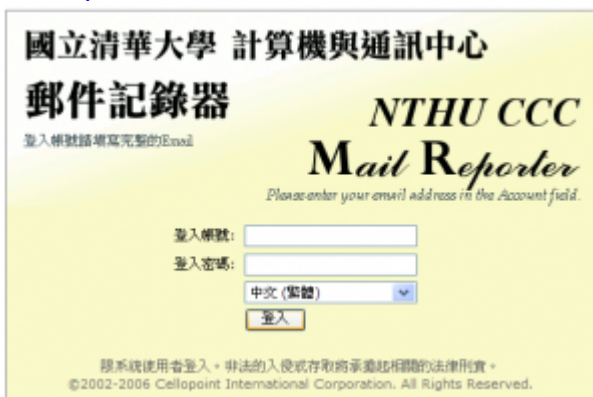 國立清華大學 計算機與通訊中心
郵件記錄器
登入帳號請填寫完整的Email
NTHU CCC
Mail Reporter
Please enter your email address in the Account field.
登入帳號:
登入密碼:
中文 (繁體)
登入
限系統使用者登入。非法的入侵或存取將承擔起相關的法律刑責。
©2002-2006 Cellopoint International Corporation. All Rights Reserved.